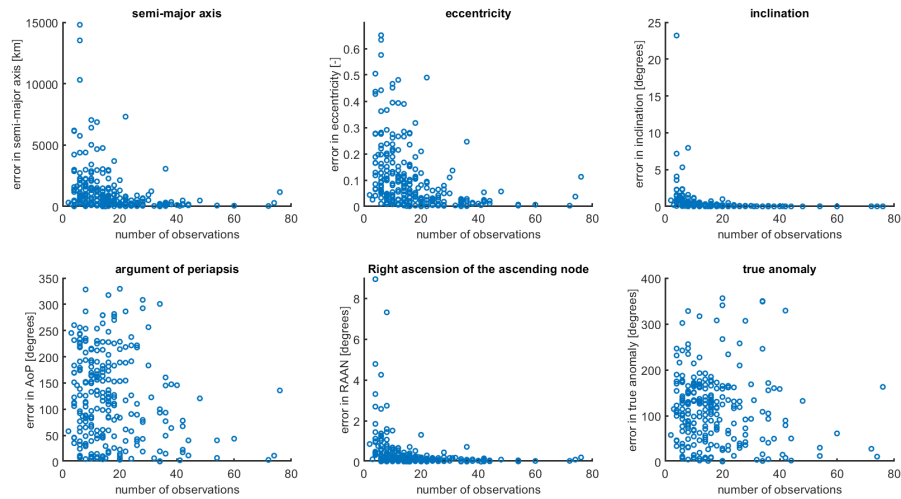 semi-major axis
15000
10000
5000
0
error in semi-major axis [km]
0 20 40 60 80
number of observations
eccentricity
0.6
0.5
0.4
0.3
0.2
0.1
0
error in eccentricity [-]
0 20 40 60 80
number of observations
inclination
25
20
15
10
5
0
error in inclination [degrees]
0 20 40 60 80
number of observations
argument of periapsis
350
300
250
200
150
100
50
0
error in AoP [degrees]
0 20 40 60 80
number of observations
Right ascension of the ascending node
8
6
4
2
0
error in RAAN [degrees]
0 20 40 60 80
number of observations
true anomaly
400
300
200
100
0
error in true anomaly [degrees]
0 20 40 60 80
number of observations